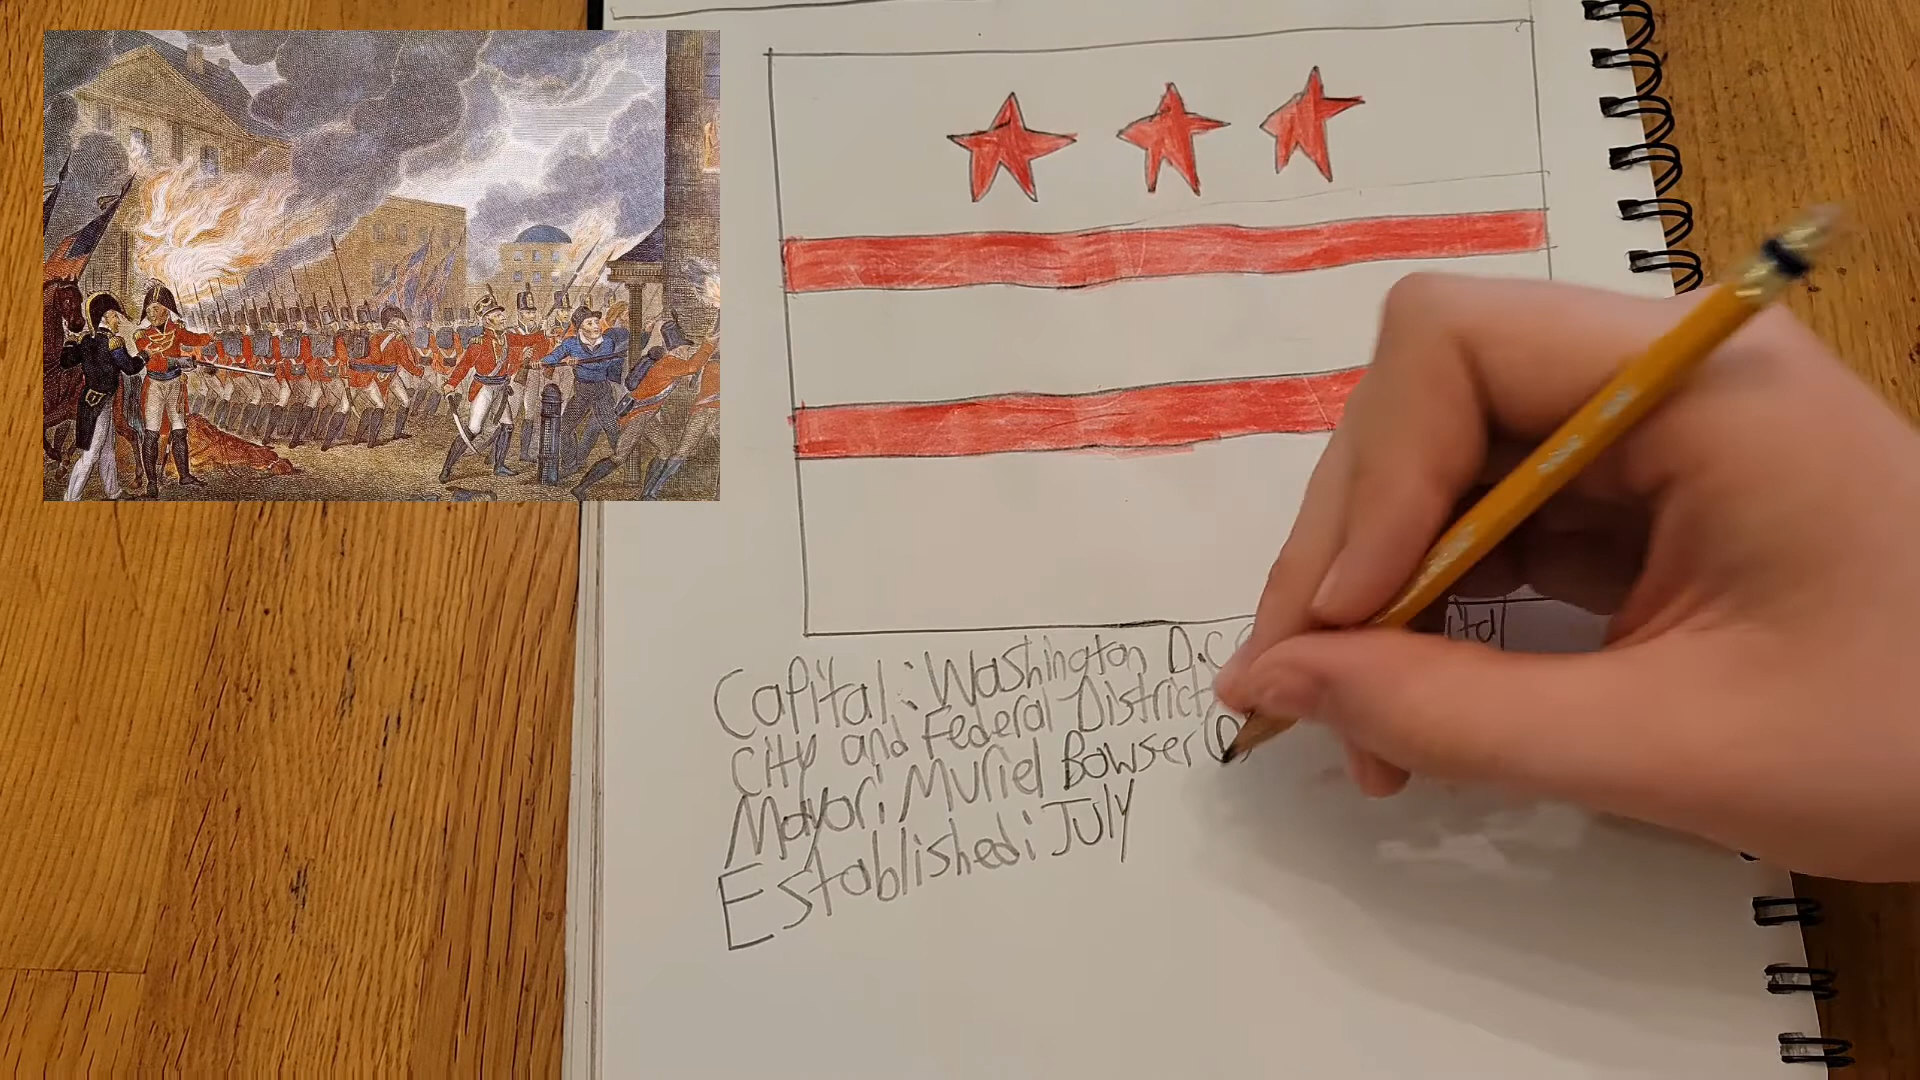 Capital: Washington D.C
City and Federal District
Mayor: Muriel Bowser (D)
Established: July